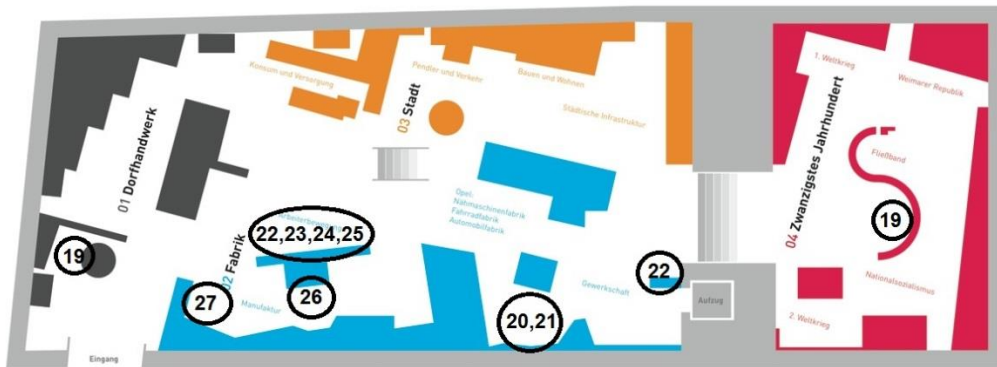 01 Dorfhandwerk
19
Eingang
Konsum und Versorgung
03 Stadt
Pendler und Verkehr
Bauen und Wohnen
Städtische Infrastruktur
02 Fabrik
Arbeiterbewegung
22,23,24,25
26
27
Manufaktur
Opel:
Nähmaschinenfabrik
Fahrradfabrik
Automobilfabrik
20,21
Gewerkschaft
22
Aufzug
04 Zwanzigstes Jahrhundert
1. Weltkrieg
Weimarer Republik
Fließband
19
Nationalsozialismus
2. Weltkrieg